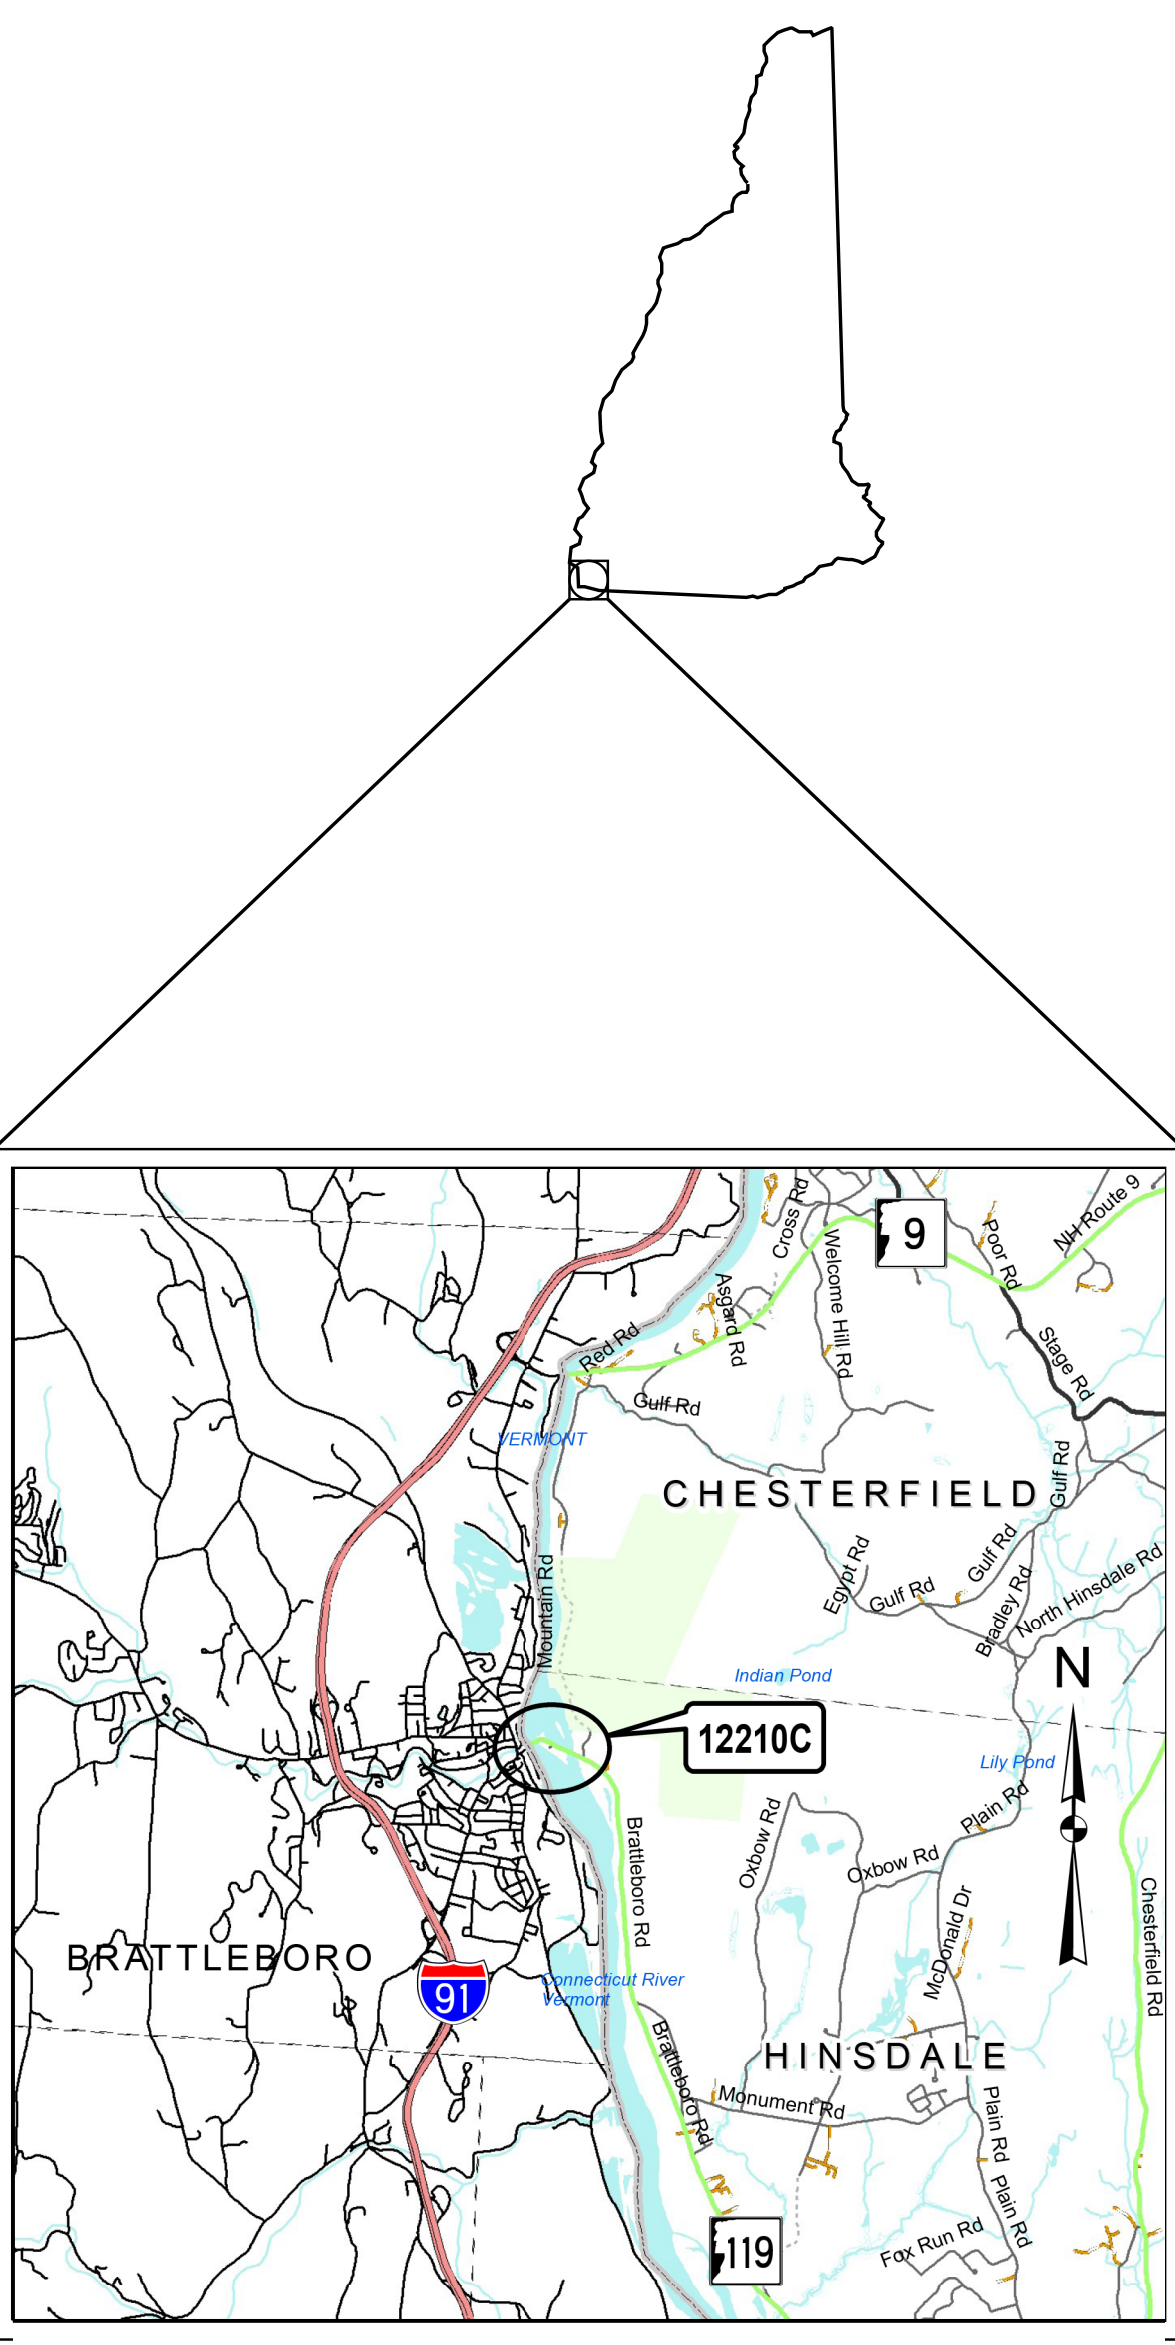 Cross Rd
9
NH Route 9
Poor Rd
Welcome Hill Rd
Asgard Rd
Red Rd
Stage Rd
Gulf Rd
VERMONT
Gulf Rd
CHESTERFIELD
Mountain Rd
Egypt Rd
Gulf Rd
Gulf Rd
Bradley Rd
North Hinsdale Rd
Indian Pond
N
12210C
Lily Pond
Plain Rd
Oxbow Rd
Oxbow Rd
Brattleboro Rd
McDonald Dr
Chesterfield Rd
BRATTLEBORO
91
Connecticut River
Vermont
Brattleboro Rd
HINSDALE
Monument Rd
Plain Rd
Plain Rd
Fox Run Rd
119